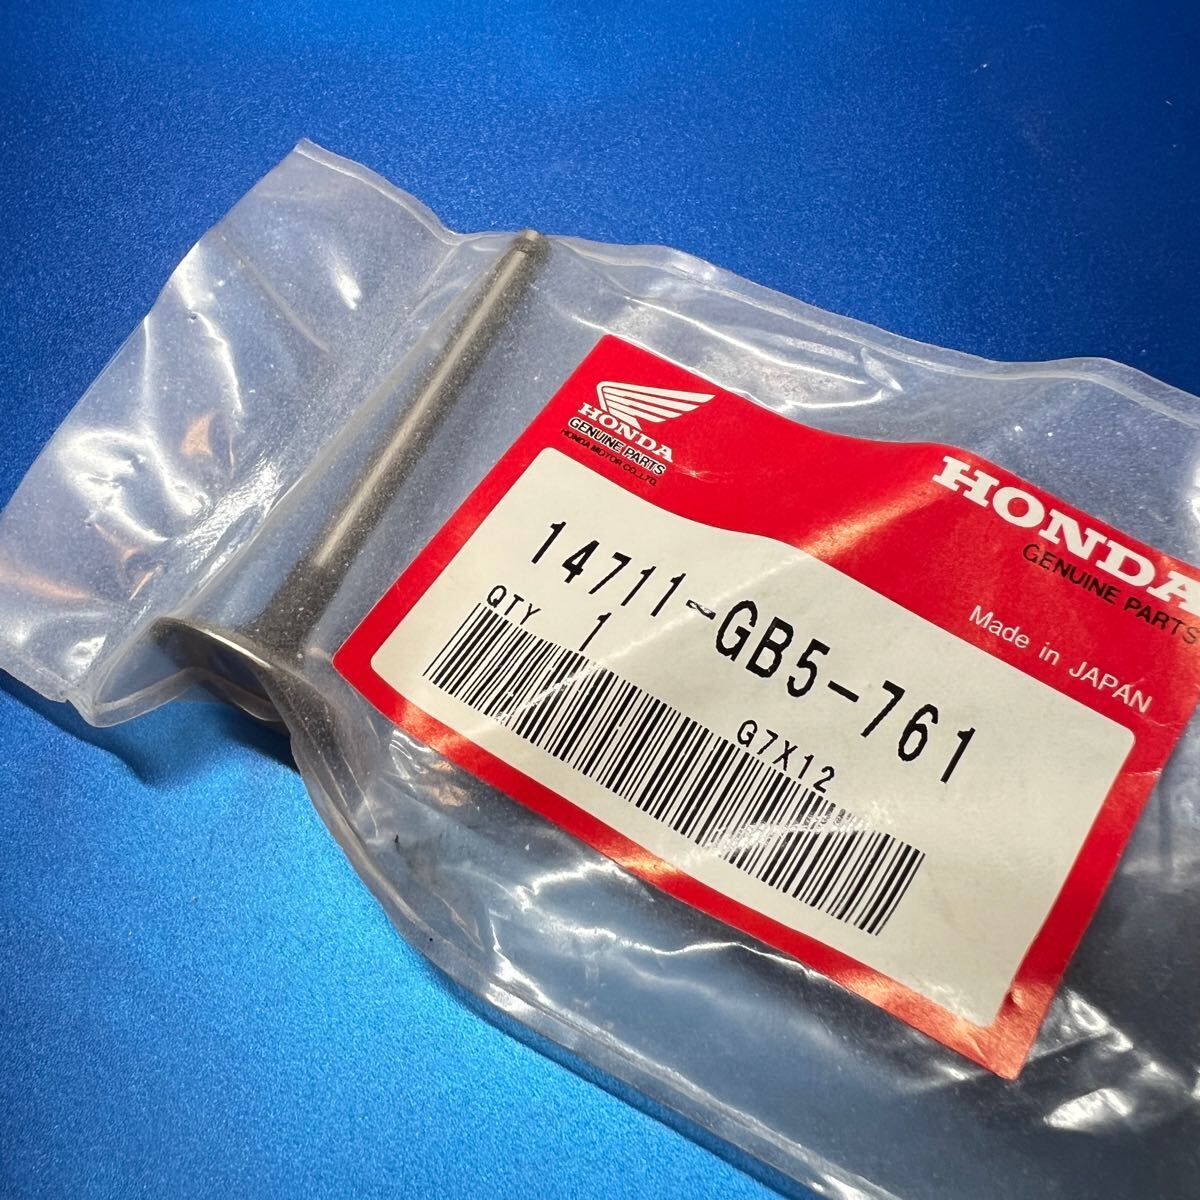 HONDA
GENUINE PARTS
HONDA MOTOR CO.,LTD.
HONDA
GENUINE PARTS
Made in JAPAN
14711-GB5-761
QTY 1
G7X12